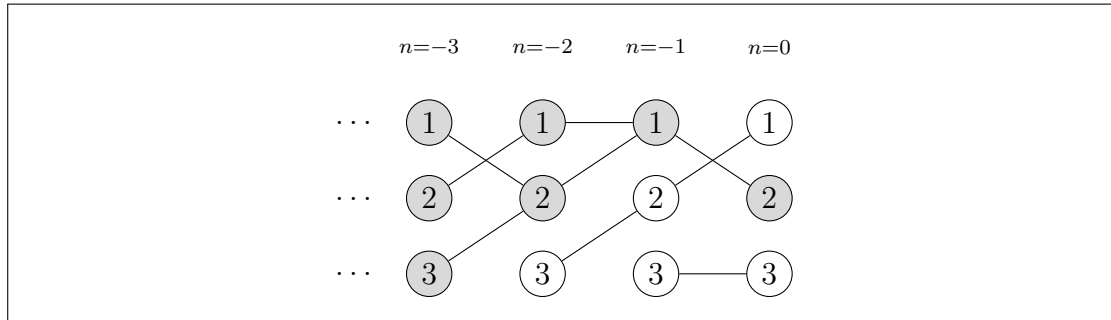 n=−3 n=−2 n=−1 n=0
··· 1 1 1 1
··· 2 2 2 2
··· 3 3 3 3